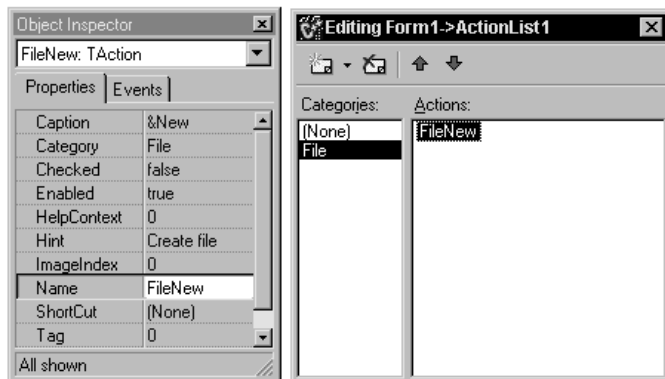 Object Inspector
FileNew: TAction
Properties Events
Caption &New
Category File
Checked false
Enabled true
HelpContext 0
Hint Create file
ImageIndex 0
Name FileNew
ShortCut (None)
Tag 0
All shown
Editing Form1->ActionList1
Categories: Actions:
(None) FileNew
File